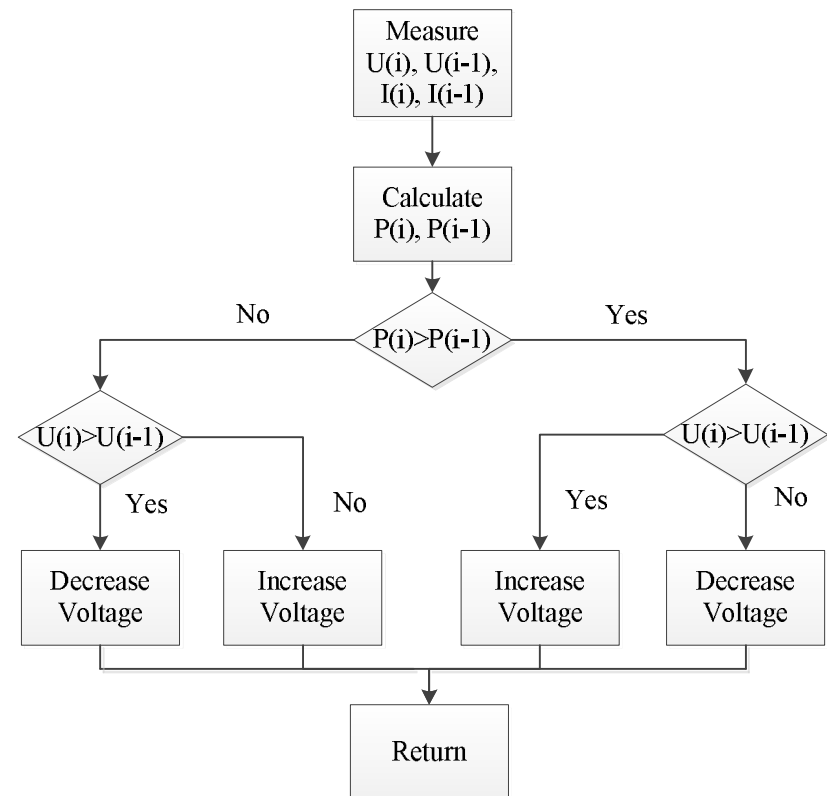 Measure
U(i), U(i-1),
I(i), I(i-1)
Calculate
P(i), P(i-1)
P(i)>P(i-1)
No
Yes
U(i)>U(i-1)
Yes
No
U(i)>U(i-1)
Yes
No
Decrease
Voltage
Increase
Voltage
Increase
Voltage
Decrease
Voltage
Return